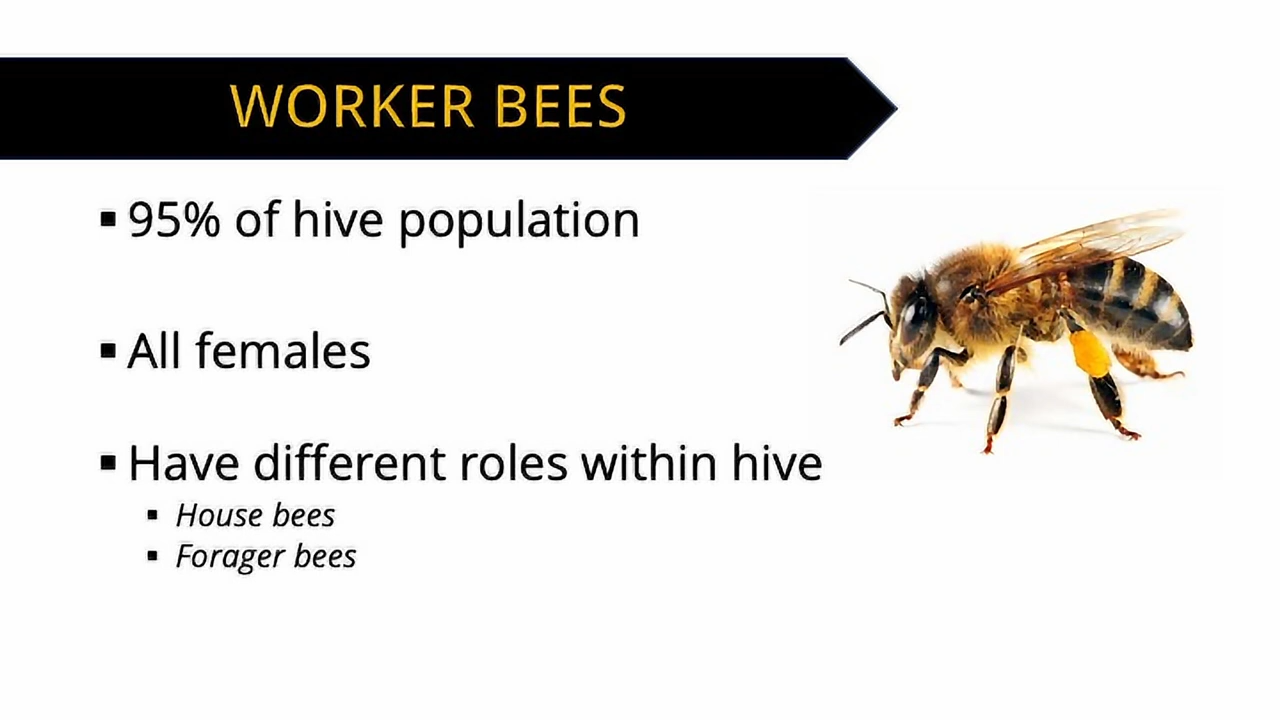 WORKER BEES
▪ 95% of hive population
▪ All females
▪ Have different roles within hive
▪ House bees
▪ Forager bees